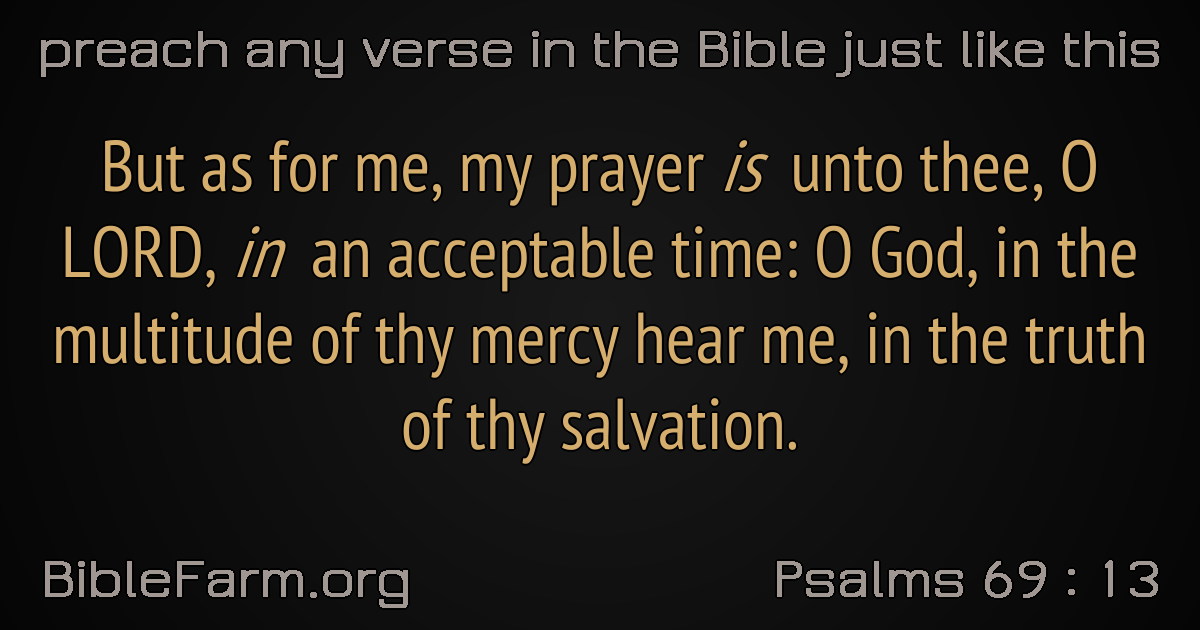 preach any verse in the Bible just like this
But as for me, my prayer is unto thee, O
LORD, in an acceptable time: O God, in the
multitude of thy mercy hear me, in the truth
of thy salvation.
BibleFarm.org
Psalms 69 : 13